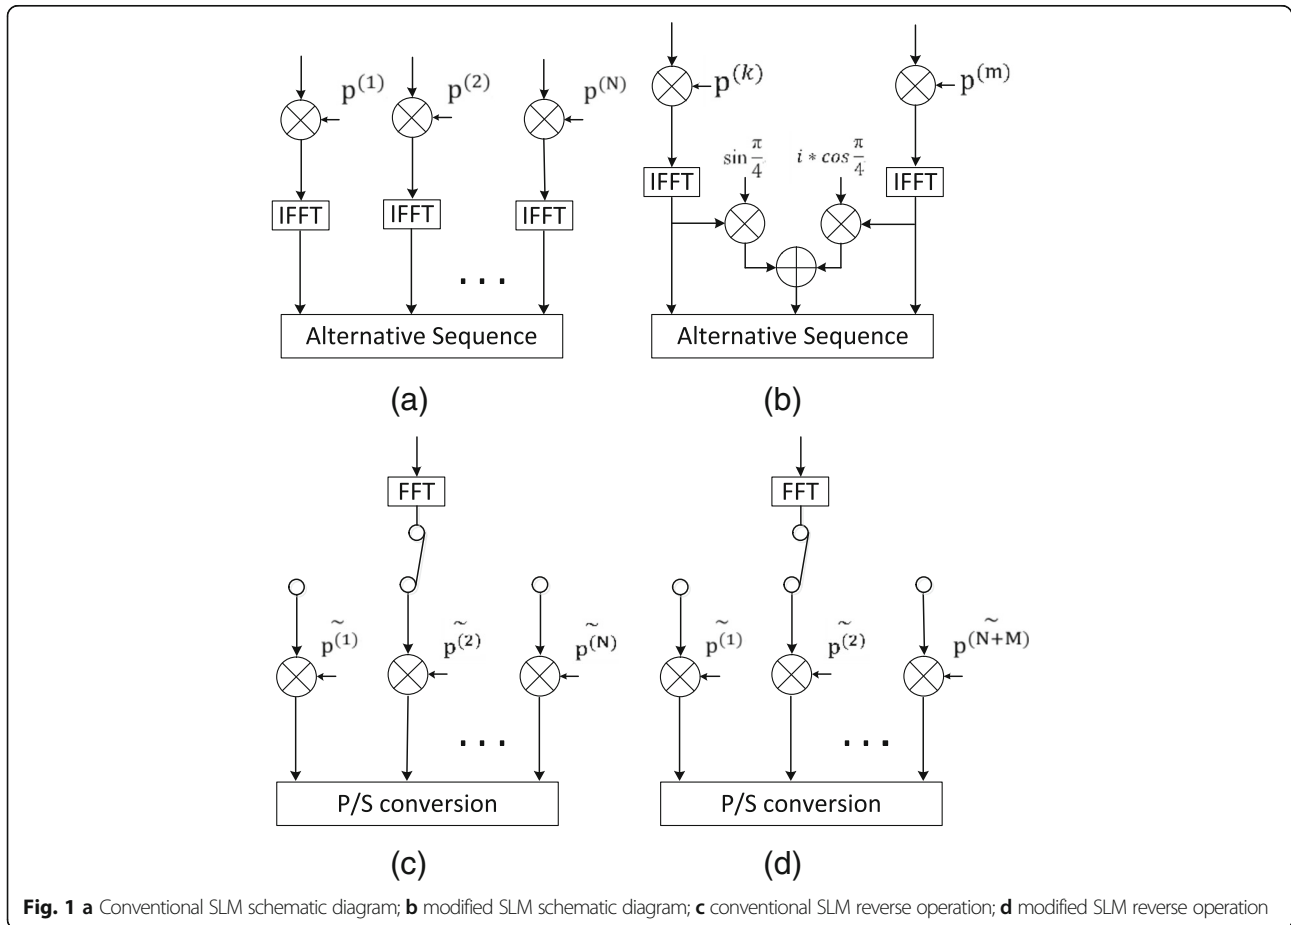 p⁽¹⁾ p⁽²⁾ p⁽ᴺ⁾
IFFT IFFT IFFT
. . .
Alternative Sequence
(a)
p⁽ᵏ⁾ p⁽ᵐ⁾
sin π/4 i * cos π/4
IFFT IFFT
Alternative Sequence
(b)
FFT
p̃⁽¹⁾ p̃⁽²⁾ p̃⁽ᴺ⁾
. . .
P/S conversion
(c)
FFT
p̃⁽¹⁾ p̃⁽²⁾ p̃⁽ᴺ⁺ᴹ⁾
. . .
P/S conversion
(d)
Fig. 1 a Conventional SLM schematic diagram; b modified SLM schematic diagram; c conventional SLM reverse operation; d modified SLM reverse operation